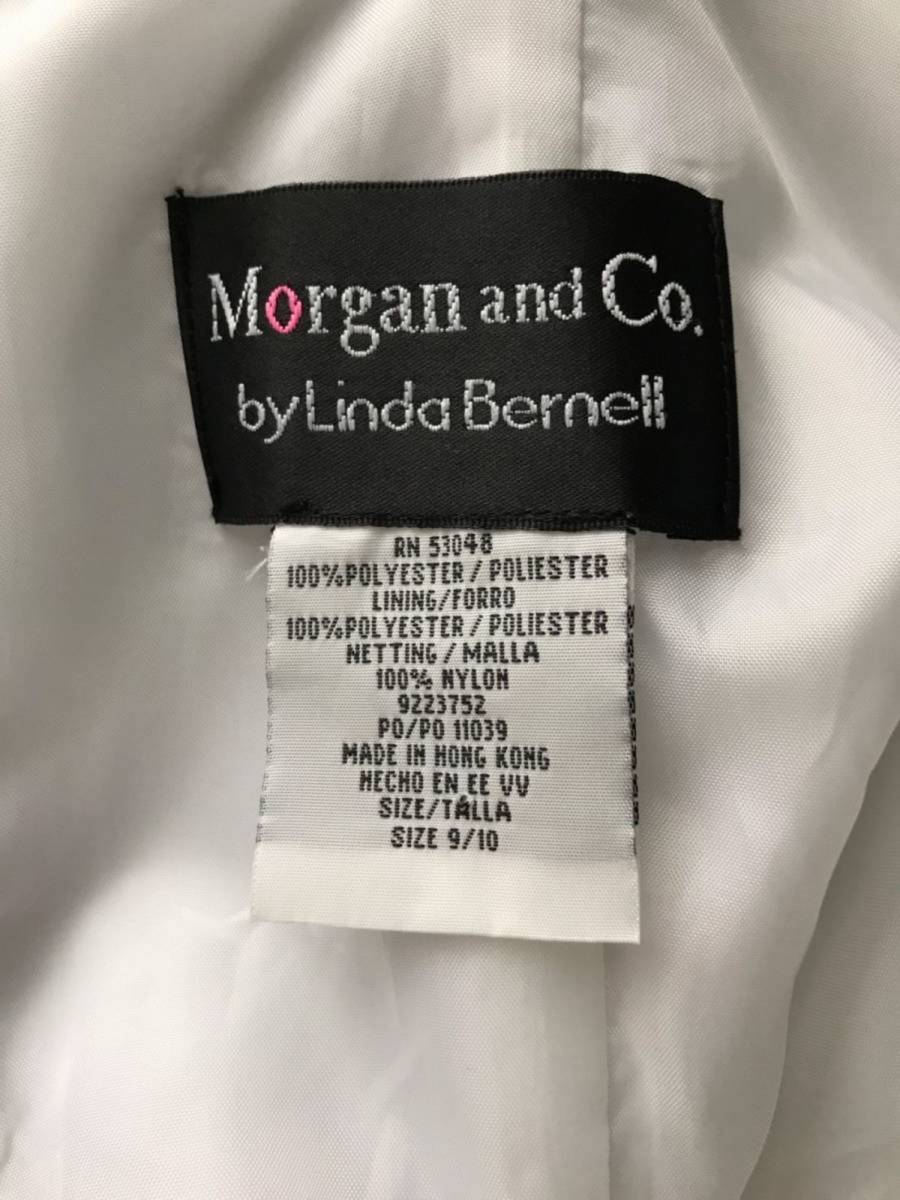 Morgan and Co.
by Linda Bernell
RN 53048
100%POLYESTER / POLIESTER
LINING/FORRO
100%POLYESTER / POLIESTER
NETTING / MALLA
100% NYLON
9223752
PO/PO 11039
MADE IN HONG KONG
HECHO EN EE VV
SIZE/TÁLLA
SIZE 9/10